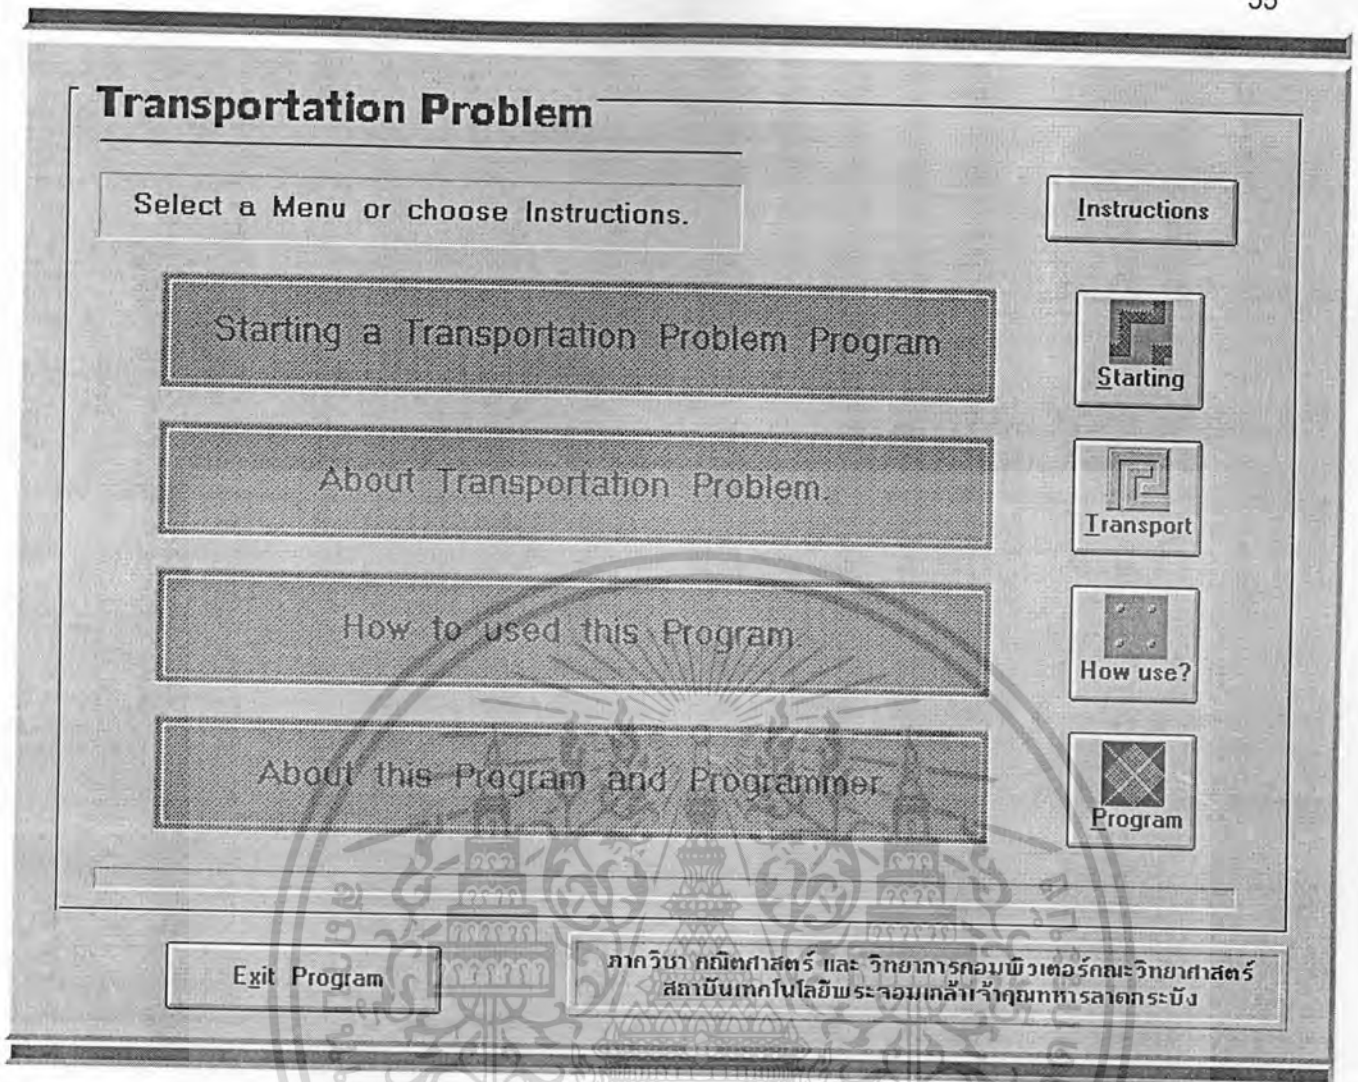 Transportation Problem
Select a Menu or choose Instructions.
Instructions
Starting a Transportation Problem Program
Starting
About Transportation Problem.
Transport
How to used this Program.
How use?
About this Program and Programmer.
Program
Exit Program
ภาควิชา คณิตศาสตร์ และ วิทยาการคอมพิวเตอร์คณะวิทยาศาสตร์
สถาบันเทคโนโลยีพระจอมเกล้าเจ้าคุณทหารลาดกระบัง